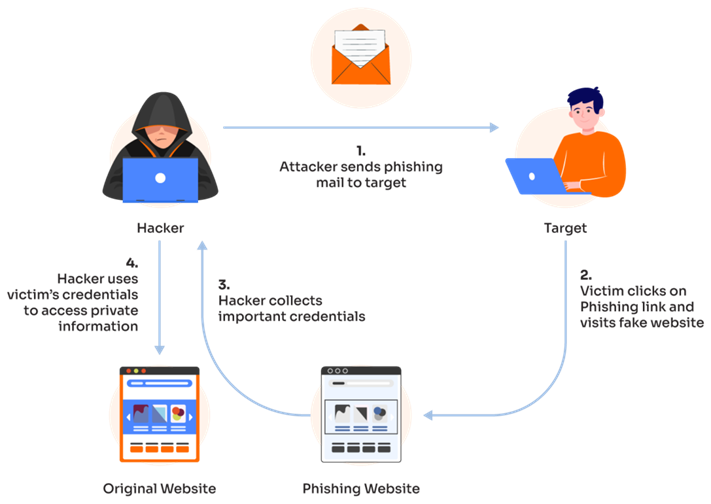 1.
Attacker sends phishing
mail to target
Hacker
Target
4.
Hacker uses
victim's credentials
to access private
information
3.
Hacker collects
important credentials
2.
Victim clicks on
Phishing link and
visits fake website
Original Website
Phishing Website